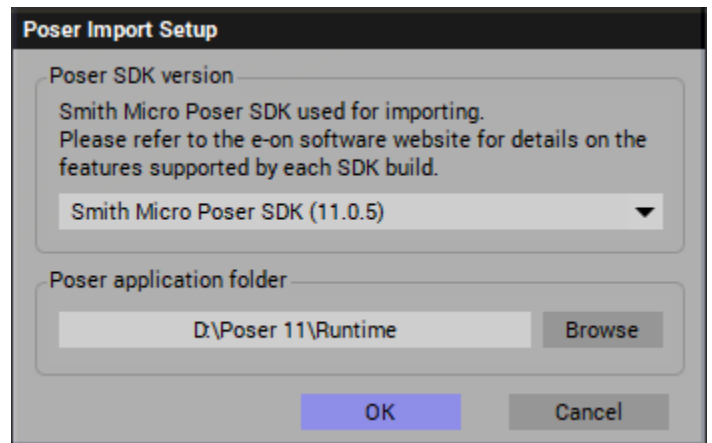 Poser Import Setup
Poser SDK version
Smith Micro Poser SDK used for importing.
Please refer to the e-on software website for details on the
features supported by each SDK build.
Smith Micro Poser SDK (11.0.5)
Poser application folder
D:\Poser 11\Runtime
Browse
OK
Cancel